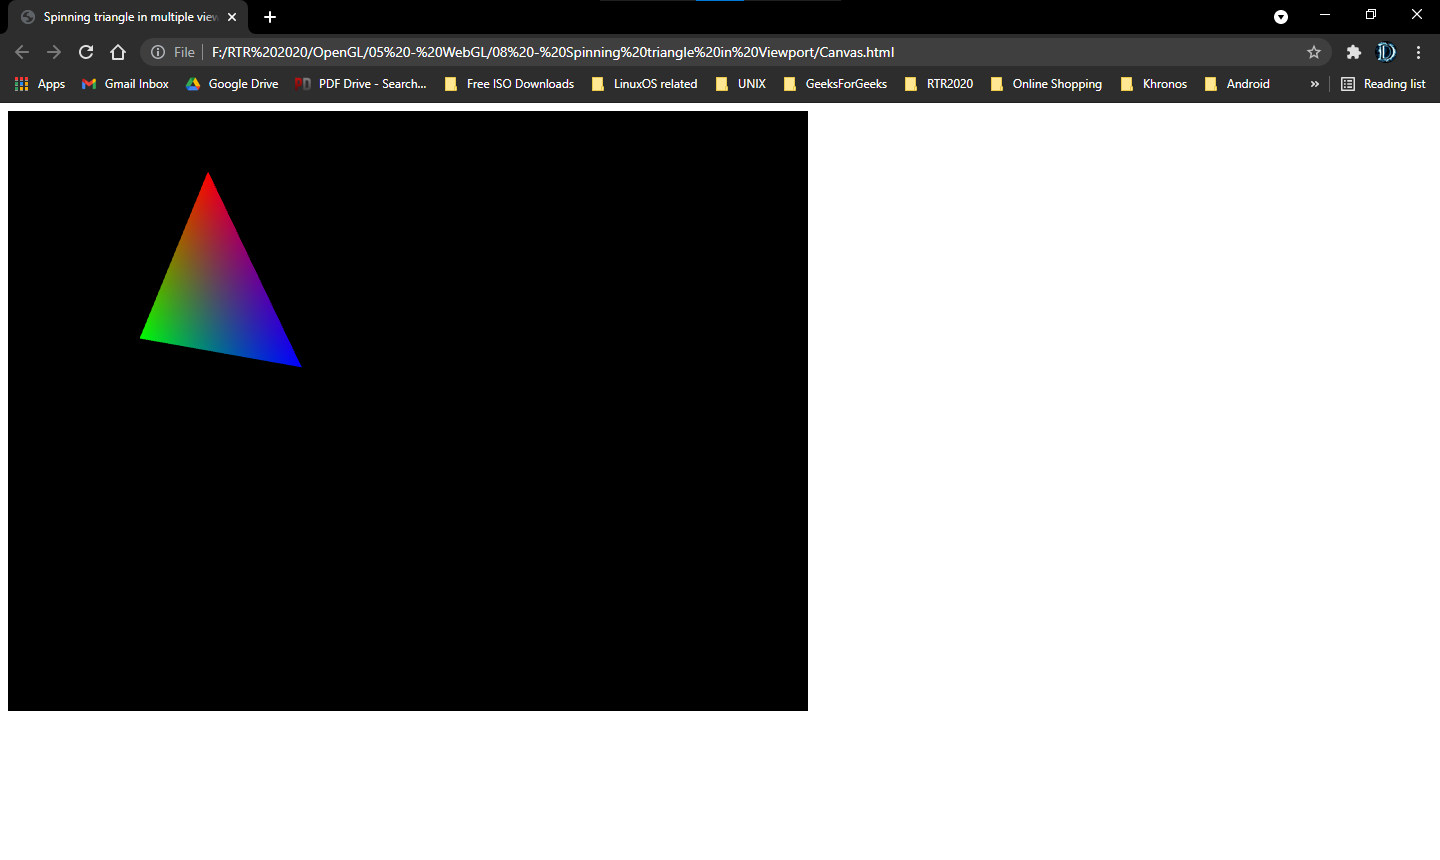 Spinning triangle in multiple view
File F:/RTR%202020/OpenGL/05%20-%20WebGL/08%20-%20Spinning%20triangle%20in%20Viewport/Canvas.html
Apps Gmail Inbox Google Drive PDF Drive - Search... Free ISO Downloads LinuxOS related UNIX GeeksForGeeks RTR2020 Online Shopping Khronos Android » Reading list